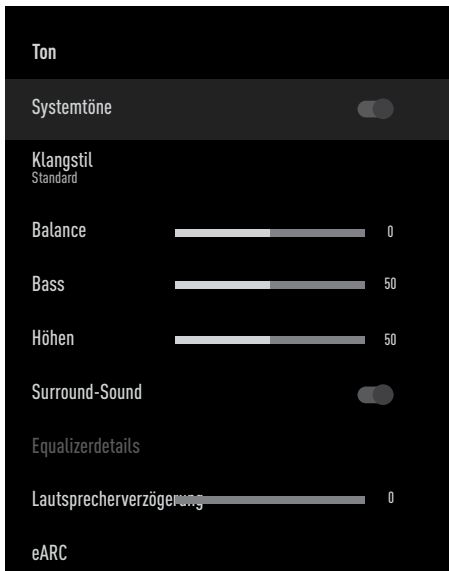 Ton
Systemtöne
Klangstil
Standard
Balance 0
Bass 50
Höhen 50
Surround-Sound
Equalizerdetails
Lautsprecherverzögerung 0
eARC